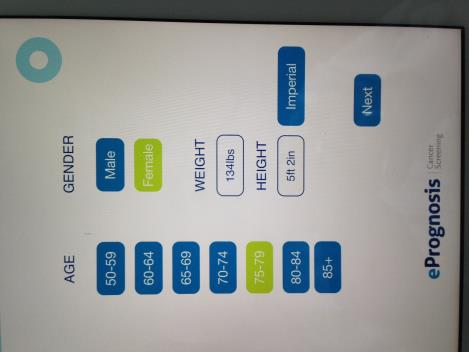 AGE
50-59
60-64
65-69
70-74
75-79
80-84
85+
GENDER
Male
Female
WEIGHT
134lbs
HEIGHT
5ft 2in
Imperial
Next
ePrognosis | Cancer
Screening